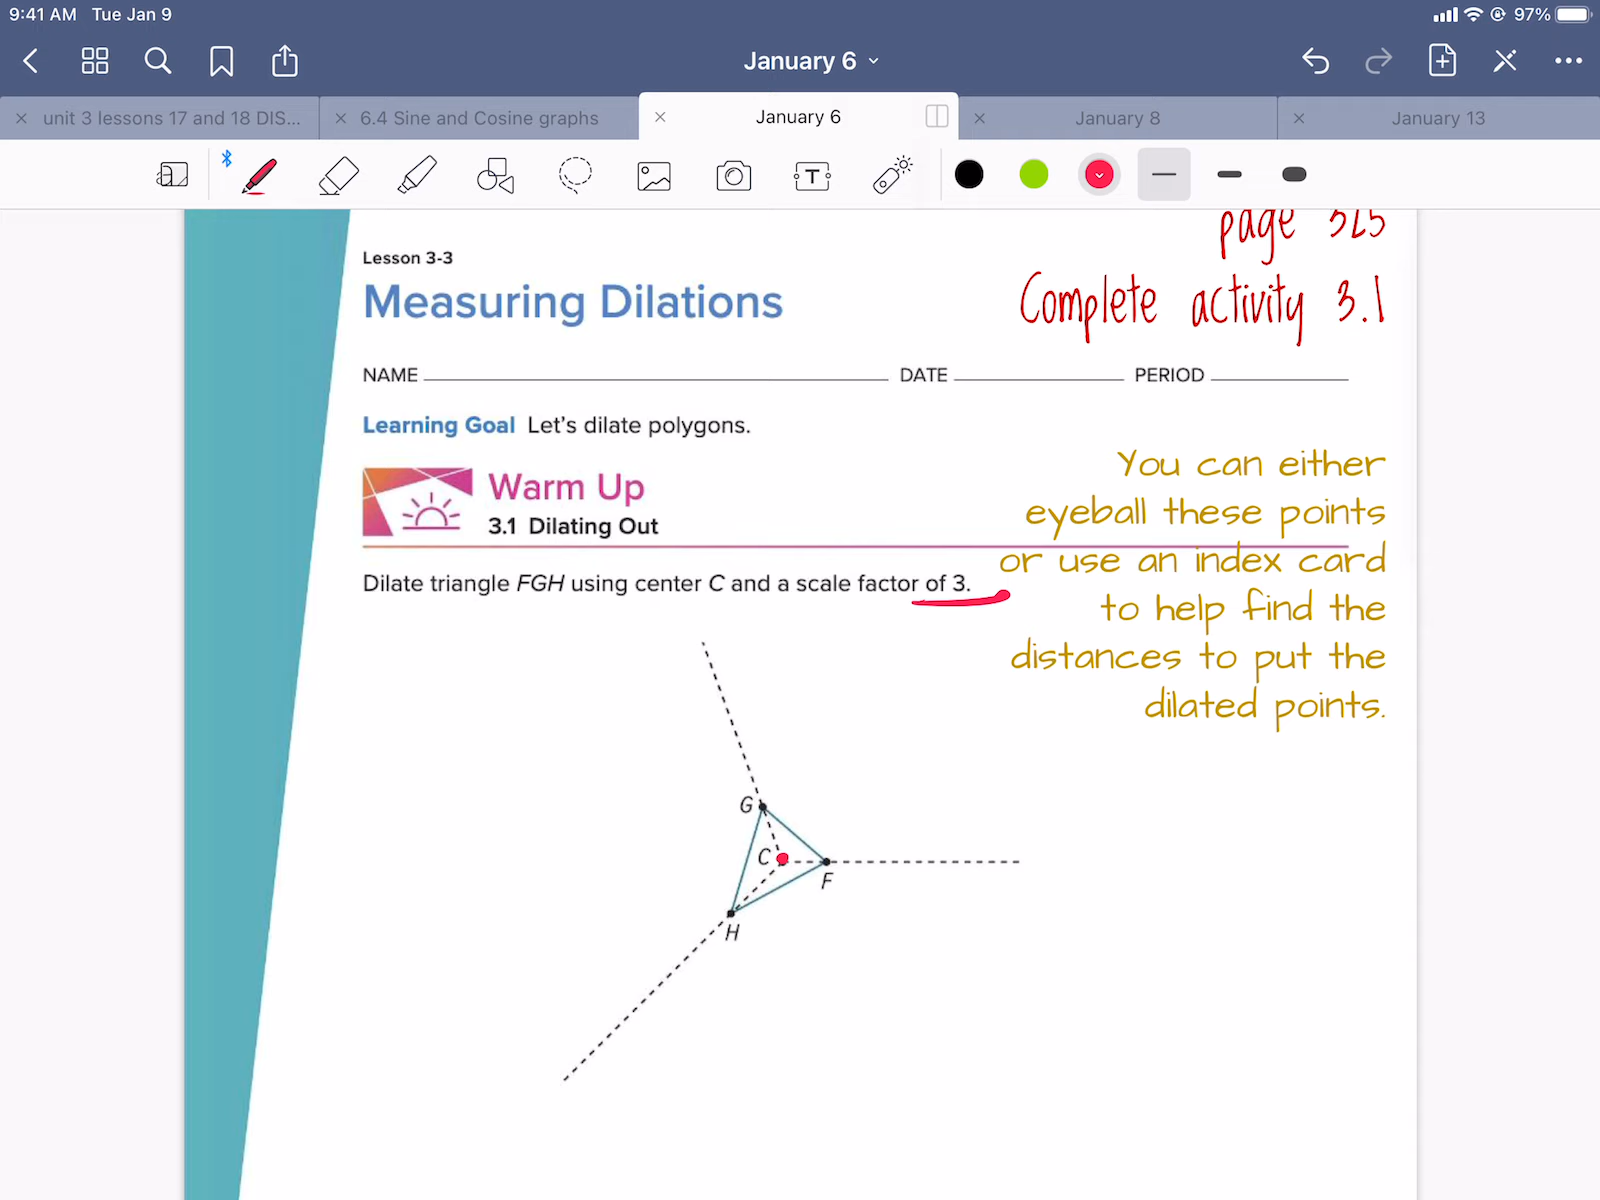 9:41 AM Tue Jan 9
97%
January 6
unit 3 lessons 17 and 18 DIS...
6.4 Sine and Cosine graphs
January 6
January 8
January 13
T
page 325
Complete activity 3.1
Lesson 3-3
Measuring Dilations
NAME DATE PERIOD
Learning Goal Let's dilate polygons.
Warm Up
3.1 Dilating Out
Dilate triangle FGH using center C and a scale factor of 3.
You can either
eyeball these points
or use an index card
to help find the
distances to put the
dilated points.
G
C
F
H